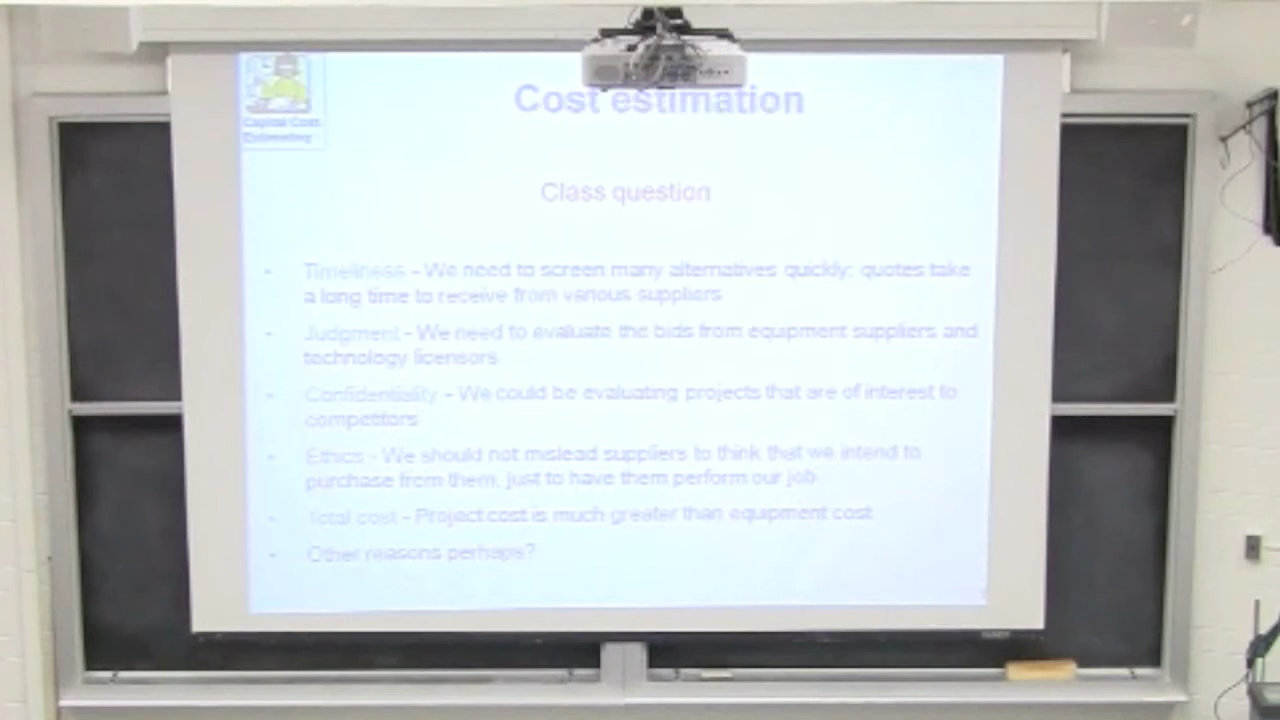 Capital Cost
Estimating
Cost estimation
Class question
- Timeliness - We need to screen many alternatives quickly; quotes take
a long time to receive from various suppliers
- Judgment - We need to evaluate the bids from equipment suppliers and
technology licensors
- Confidentiality - We could be evaluating projects that are of interest to
competitors
- Ethics - We should not mislead suppliers to think that we intend to
purchase from them, just to have them perform our job
- Total cost - Project cost is much greater than equipment cost
- Other reasons perhaps?